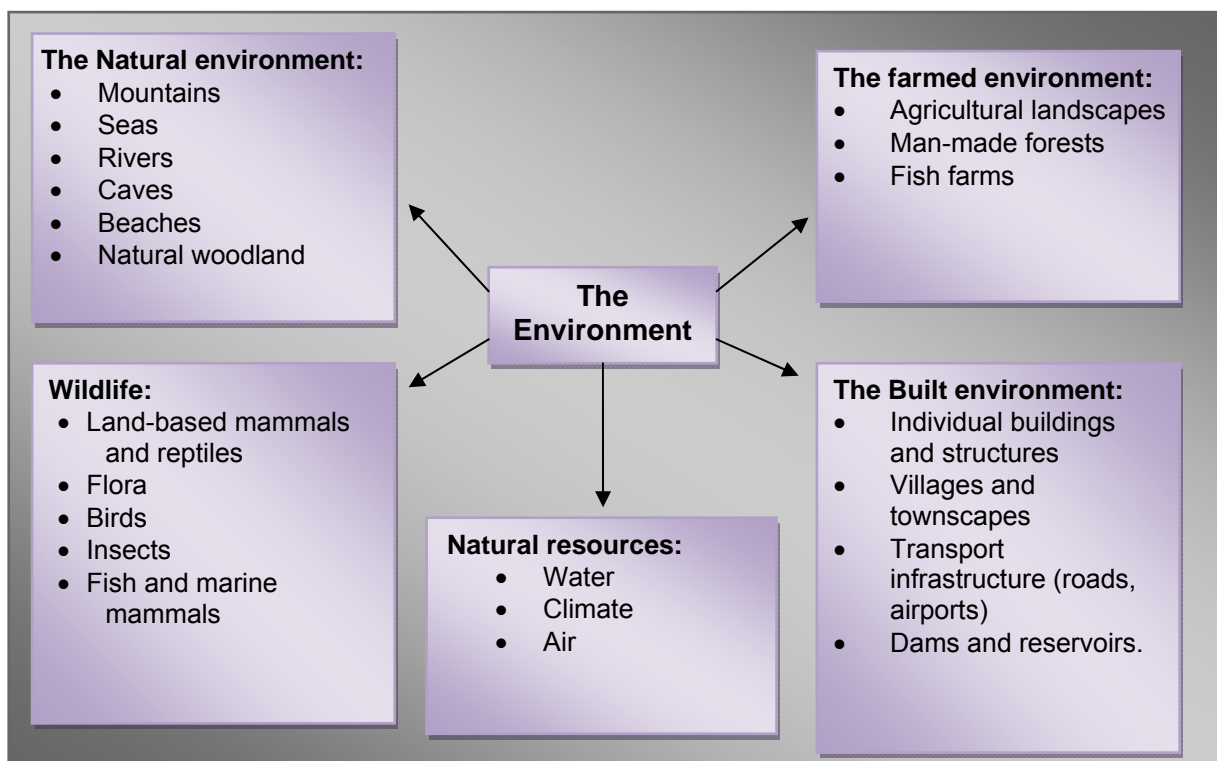 The Natural environment:
• Mountains
• Seas
• Rivers
• Caves
• Beaches
• Natural woodland
The farmed environment:
• Agricultural landscapes
• Man-made forests
• Fish farms
The
Environment
Wildlife:
• Land-based mammals
and reptiles
• Flora
• Birds
• Insects
• Fish and marine
mammals
Natural resources:
• Water
• Climate
• Air
The Built environment:
• Individual buildings
and structures
• Villages and
townscapes
• Transport
infrastructure (roads,
airports)
• Dams and reservoirs.